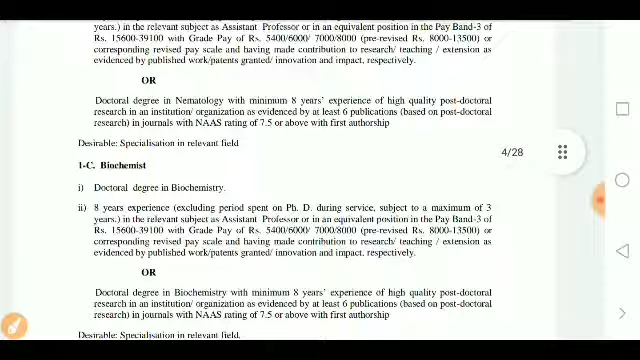 years.) in the relevant subject as Assistant Professor or in an equivalent position in the Pay Band-3 of
Rs. 15600-39100 with Grade Pay of Rs. 5400/6000/ 7000/8000 (pre-revised Rs. 8000-13500) or
corresponding revised pay scale and having made contribution to research/ teaching / extension as
evidenced by published work/patents granted/ innovation and impact, respectively.
OR
Doctoral degree in Nematology with minimum 8 years' experience of high quality post-doctoral
research in an institution/ organization as evidenced by at least 6 publications (based on post-doctoral
research) in journals with NAAS rating of 7.5 or above with first authorship
Desirable: Specialisation in relevant field
4/28
1-C. Biochemist
i) Doctoral degree in Biochemistry.
ii) 8 years experience (excluding period spent on Ph. D. during service, subject to a maximum of 3
years.) in the relevant subject as Assistant Professor or in an equivalent position in the Pay Band-3 of
Rs. 15600-39100 with Grade Pay of Rs. 5400/6000/ 7000/8000 (pre-revised Rs. 8000-13500) or
corresponding revised pay scale and having made contribution to research/ teaching / extension as
evidenced by published work/patents granted/ innovation and impact, respectively.
OR
Doctoral degree in Biochemistry with minimum 8 years' experience of high quality post-doctoral
research in an institution/ organization as evidenced by at least 6 publications (based on post-doctoral
research) in journals with NAAS rating of 7.5 or above with first authorship
Desirable: Specialisation in relevant field.